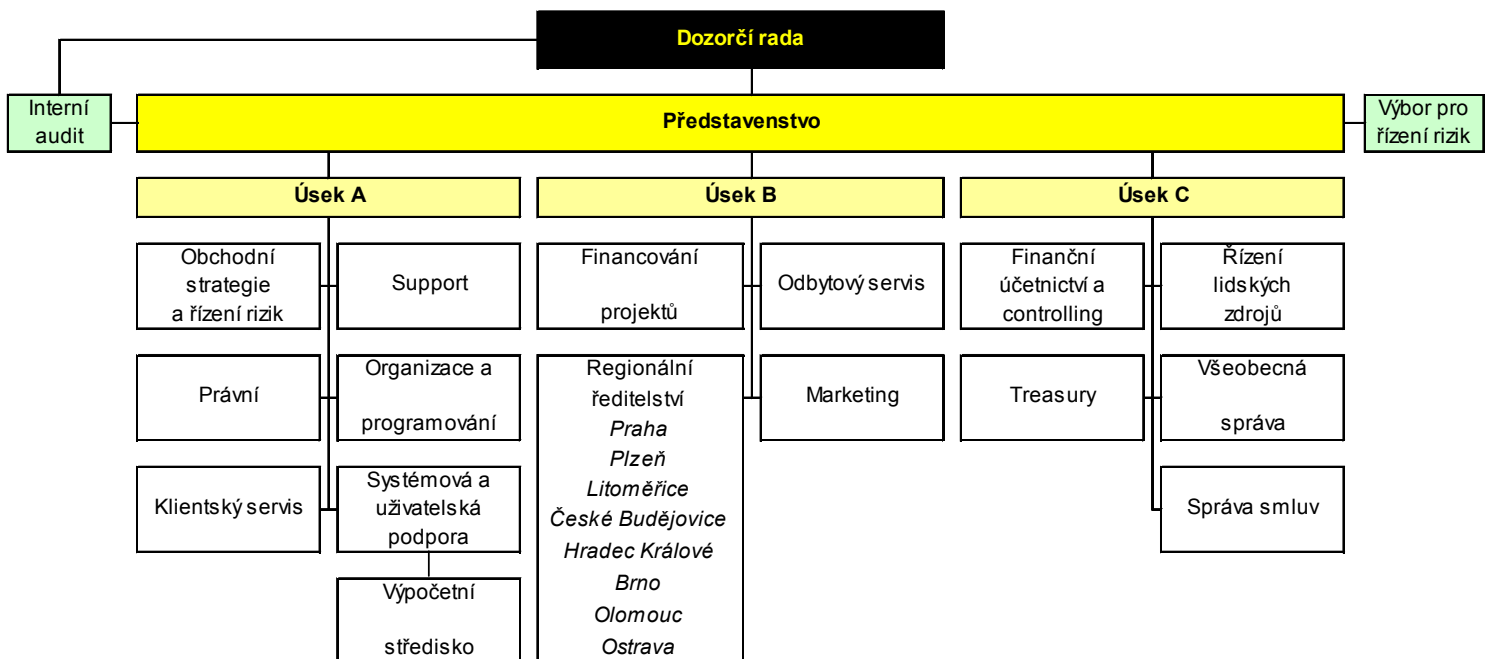 Dozorčí rada
Interní
audit
Představenstvo
Výbor pro
řízení rizik
Úsek A
Úsek B
Úsek C
Obchodní
strategie
a řízení rizik
Support
Financování
projektů
Odbytový servis
Finanční
účetnictví a
controlling
Řízení
lidských
zdrojů
Právní
Organizace a
programování
Regionální
ředitelství
Praha
Plzeň
Litoměřice
České Budějovice
Hradec Králové
Brno
Olomouc
Ostrava
Marketing
Treasury
Všeobecná
správa
Klientský servis
Systémová a
uživatelská
podpora
Správa smluv
Výpočetní
středisko